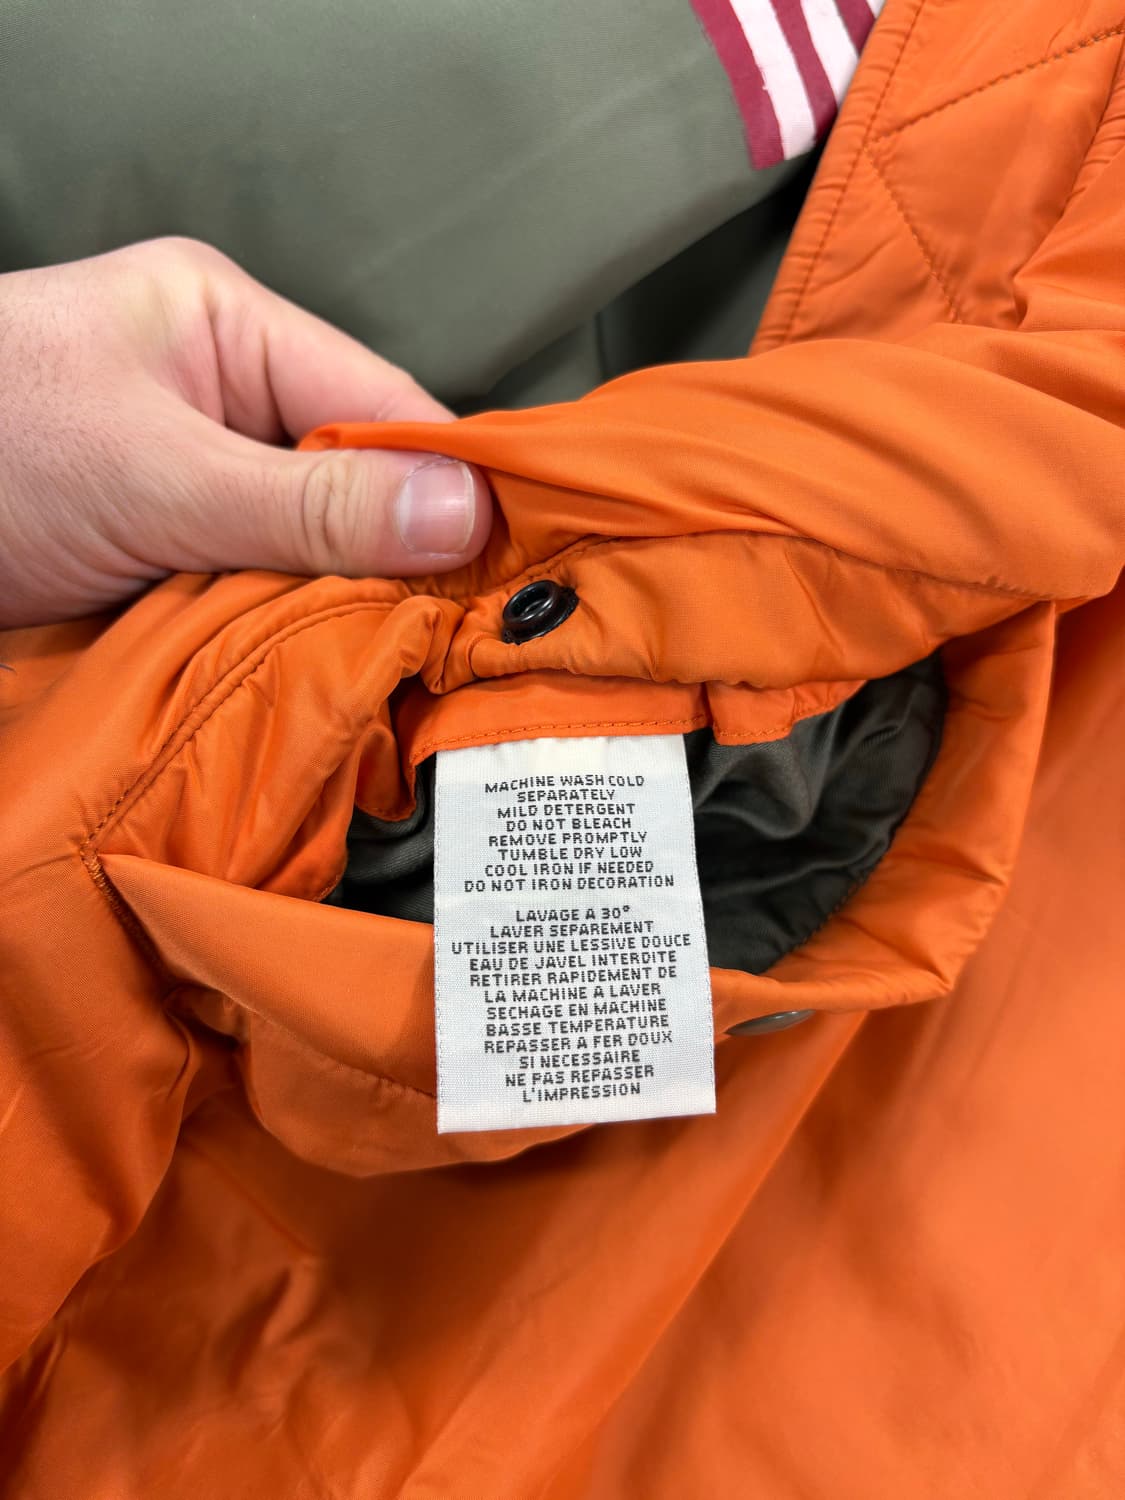 MACHINE WASH COLD
SEPARATELY
MILD DETERGENT
DO NOT BLEACH
REMOVE PROMPTLY
TUMBLE DRY LOW
COOL IRON IF NEEDED
DO NOT IRON DECORATION
LAVAGE A 30°
LAVER SEPAREMENT
UTILISER UNE LESSIVE DOUCE
EAU DE JAVEL INTERDITE
RETIRER RAPIDEMENT DE
LA MACHINE A LAVER
SECHAGE EN MACHINE
BASSE TEMPERATURE
REPASSER A FER DOUX
SI NECESSAIRE
NE PAS REPASSER
L'IMPRESSION